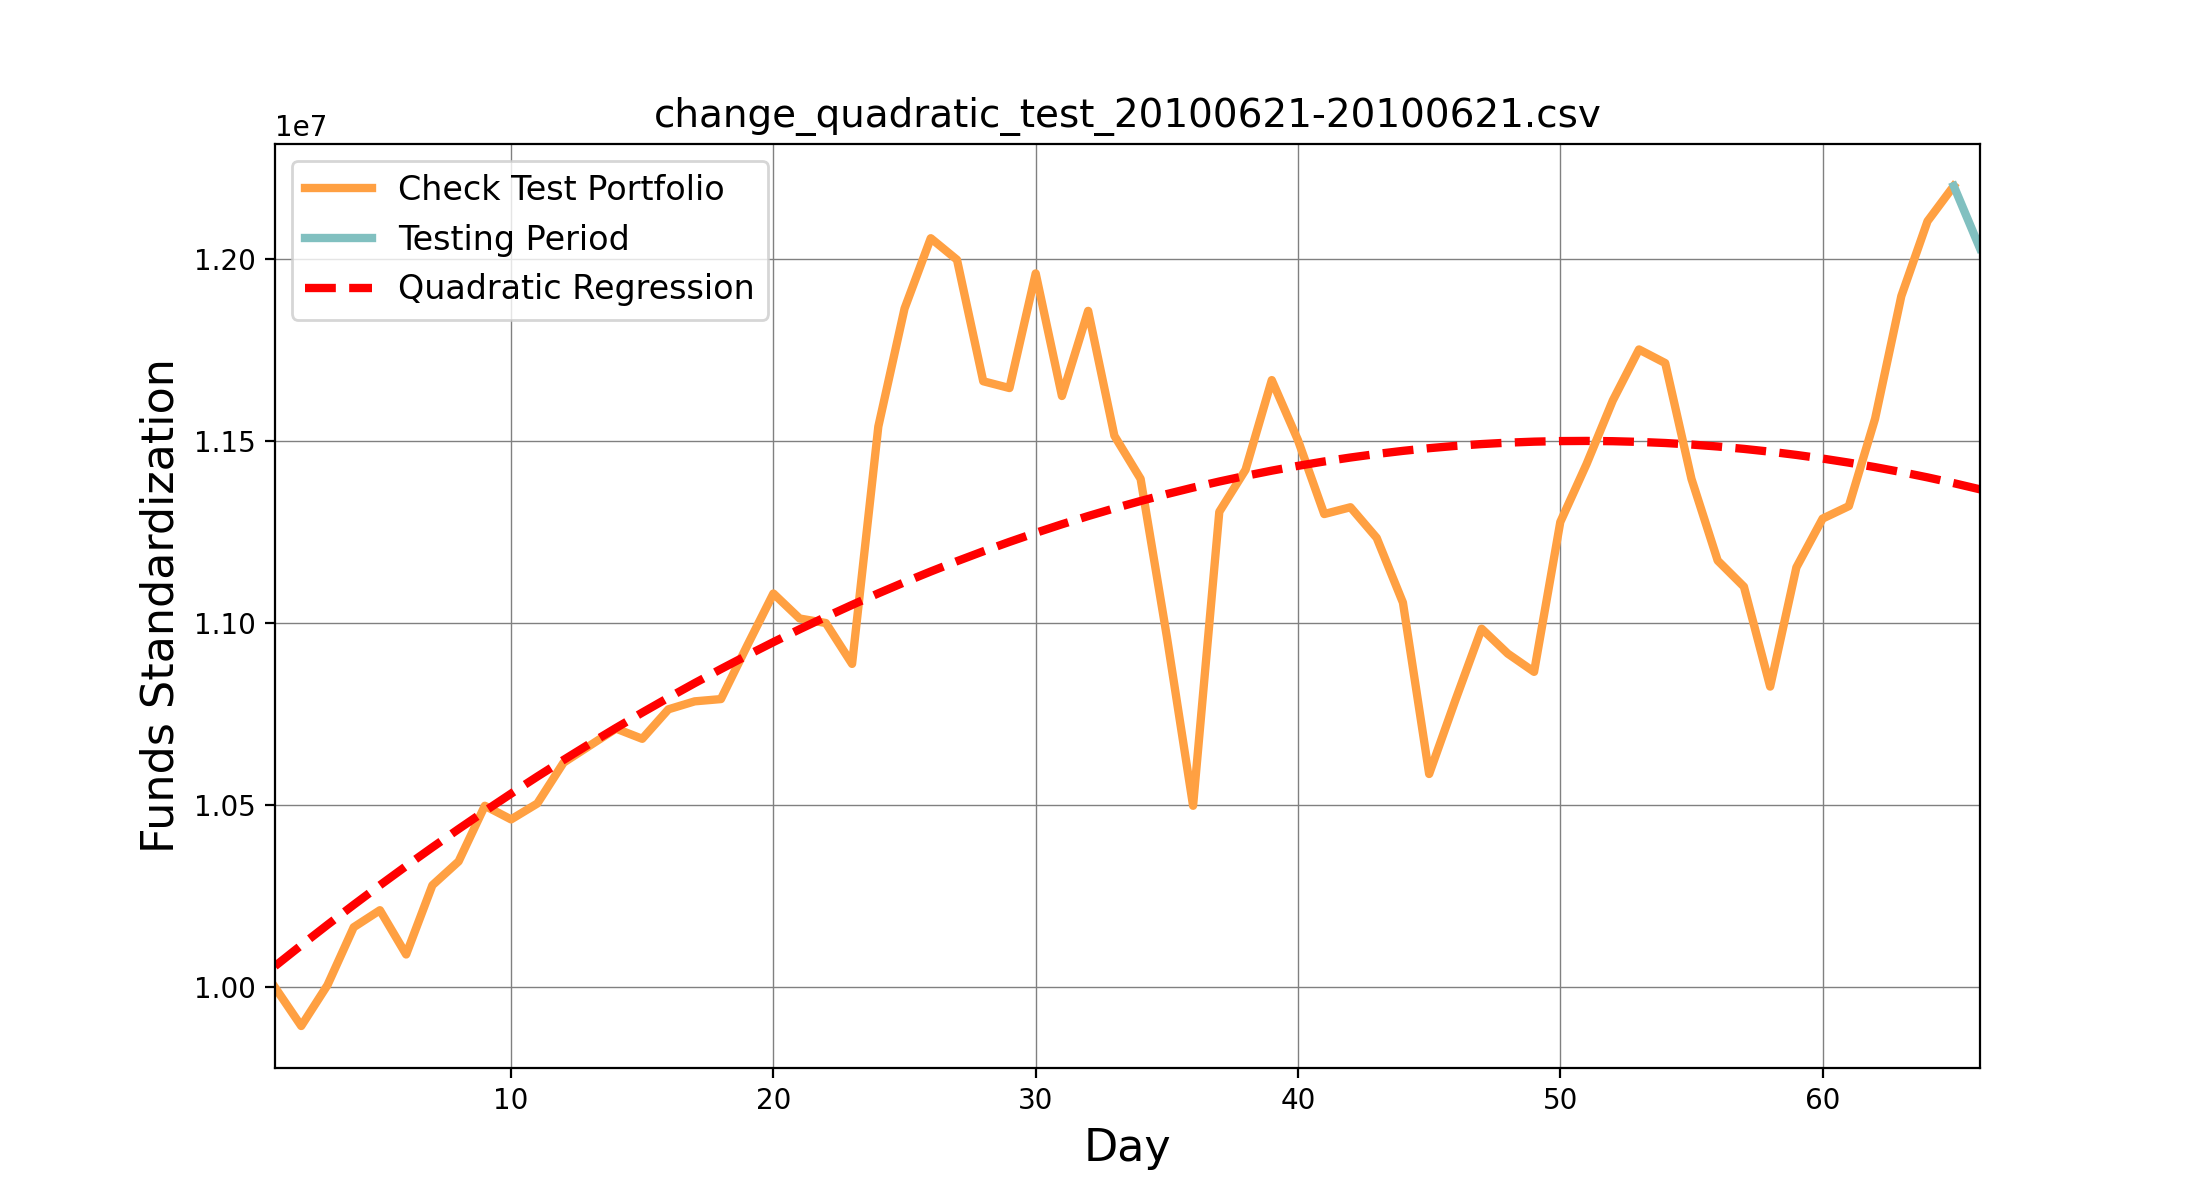 change_quadratic_test_20100621-20100621.csv
1e7
Check Test Portfolio
Testing Period
Quadratic Regression
1.20
1.15
1.10
1.05
1.00
Funds Standardization
10 20 30 40 50 60
Day